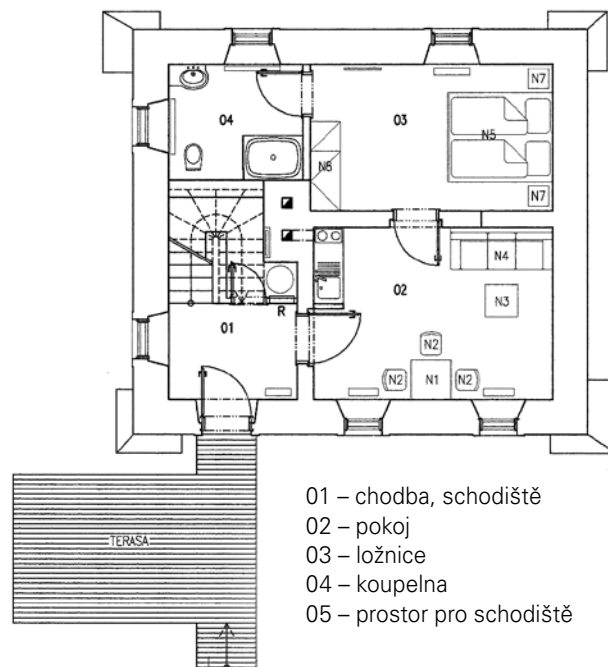 N7
04
03
N5
N6
N7
N4
02
N3
R
01
N2
N2
N1
N2
TERASA
01 – chodba, schodiště
02 – pokoj
03 – ložnice
04 – koupelna
05 – prostor pro schodiště